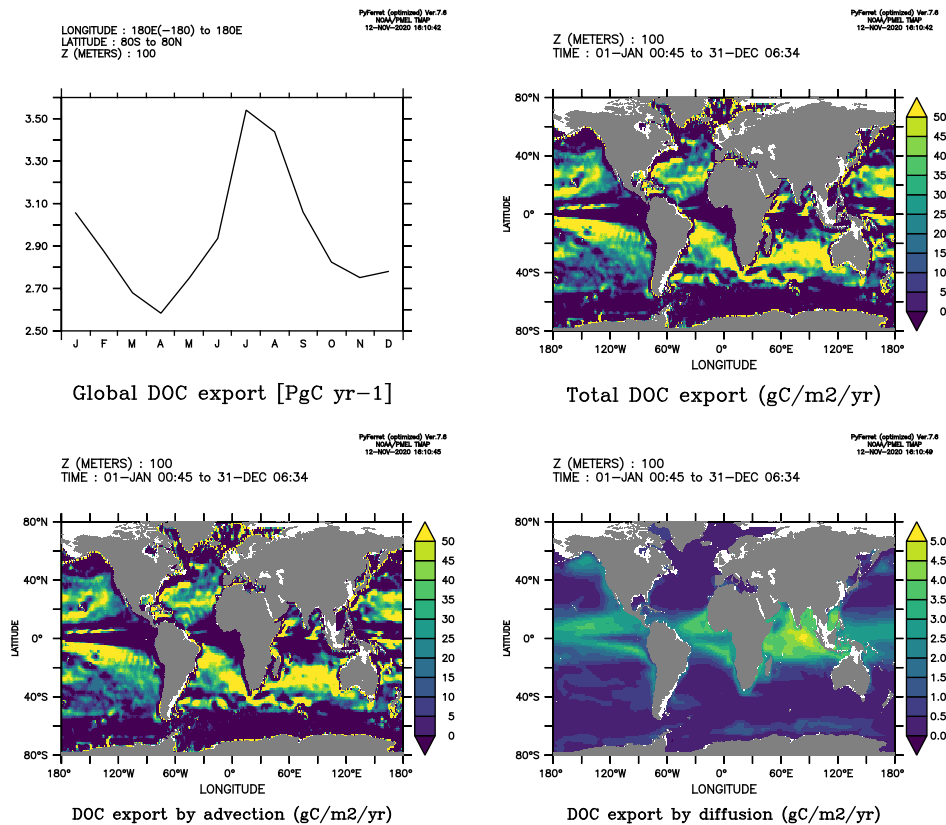 PyFerret (optimized) Ver.7.6
NOAA/PMEL TMAP
12-NOV-2020 16:10:42
LONGITUDE : 180E(-180) to 180E
LATITUDE : 80S to 80N
Z (METERS) : 100
3.50
3.30
3.10
2.90
2.70
2.50
J F M A M J J A S O N D
Global DOC export [PgC yr-1]
PyFerret (optimized) Ver.7.6
NOAA/PMEL TMAP
12-NOV-2020 16:10:42
Z (METERS) : 100
TIME : 01-JAN 00:45 to 31-DEC 06:34
80°N
40°N
0°
40°S
80°S
LATITUDE
180° 120°W 60°W 0° 60°E 120°E 180°
LONGITUDE
50
45
40
35
30
25
20
15
10
5
0
Total DOC export (gC/m2/yr)
PyFerret (optimized) Ver.7.6
NOAA/PMEL TMAP
12-NOV-2020 16:10:45
Z (METERS) : 100
TIME : 01-JAN 00:45 to 31-DEC 06:34
80°N
40°N
0°
40°S
80°S
LATITUDE
180° 120°W 60°W 0° 60°E 120°E 180°
LONGITUDE
50
45
40
35
30
25
20
15
10
5
0
DOC export by advection (gC/m2/yr)
PyFerret (optimized) Ver.7.6
NOAA/PMEL TMAP
12-NOV-2020 16:10:49
Z (METERS) : 100
TIME : 01-JAN 00:45 to 31-DEC 06:34
80°N
40°N
0°
40°S
80°S
LATITUDE
180° 120°W 60°W 0° 60°E 120°E 180°
LONGITUDE
5.0
4.5
4.0
3.5
3.0
2.5
2.0
1.5
1.0
0.5
0.0
DOC export by diffusion (gC/m2/yr)